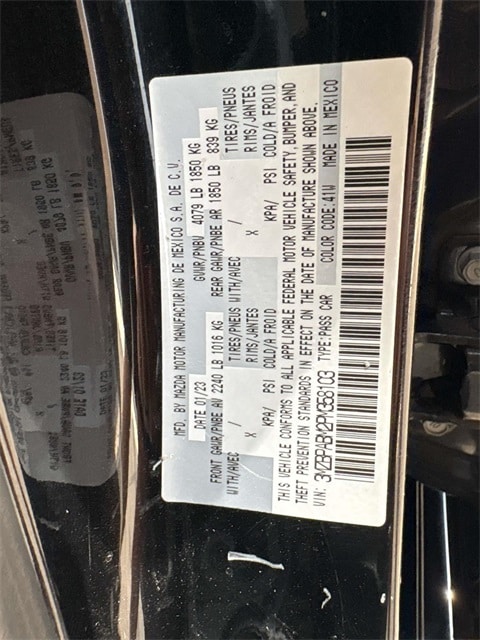 MFD. BY MAZDA MOTOR MANUFACTURING DE MEXICO S.A. DE C.V.
DATE 01/23 GVWR/PNBV 4079 LB 1850 KG
FRONT GAWR/PNBE AV 2240 LB 1016 KG REAR GAWR/PNBE AR 1850 LB 839 KG
WITH/AVEC TIRES/PNEUS WITH/AVEC TIRES/PNEUS
X / RIMS/JANTES X / RIMS/JANTES
KPA/ PSI COLD/A FROID KPA/ PSI COLD/A FROID
THIS VEHICLE CONFORMS TO ALL APPLICABLE FEDERAL MOTOR VEHICLE SAFETY, BUMPER, AND
THEFT PREVENTION STANDARDS IN EFFECT ON THE DATE OF MANUFACTURE SHOWN ABOVE.
VIN: 3MZBPABM2PM368103 TYPE:PASS CAR COLOR CODE:41W MADE IN MEXICO